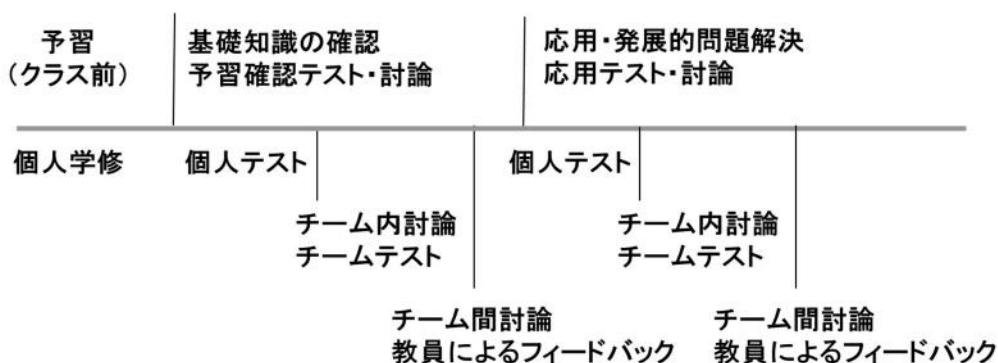 予習
(クラス前)
基礎知識の確認
予習確認テスト・討論
応用・発展的問題解決
応用テスト・討論
個人学修
個人テスト
チーム内討論
チームテスト
チーム間討論
教員によるフィードバック
個人テスト
チーム内討論
チームテスト
チーム間討論
教員によるフィードバック